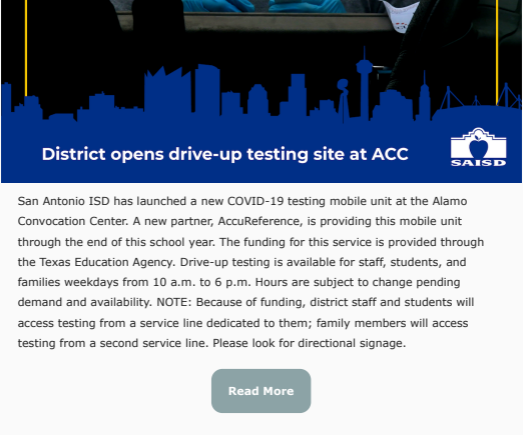 District opens drive-up testing site at ACC
SAISD
San Antonio ISD has launched a new COVID-19 testing mobile unit at the Alamo
Convocation Center. A new partner, AccuReference, is providing this mobile unit
through the end of this school year. The funding for this service is provided through
the Texas Education Agency. Drive-up testing is available for staff, students, and
families weekdays from 10 a.m. to 6 p.m. Hours are subject to change pending
demand and availability. NOTE: Because of funding, district staff and students will
access testing from a service line dedicated to them; family members will access
testing from a second service line. Please look for directional signage.
Read More